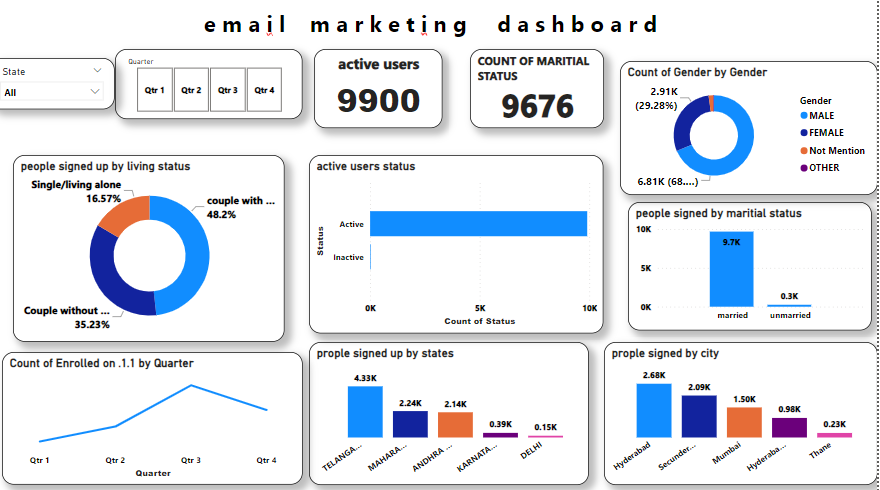 email marketing dashboard
State
All
Quarter
Qtr 1
Qtr 2
Qtr 3
Qtr 4
active users
9900
COUNT OF MARITIAL
STATUS
9676
Count of Gender by Gender
2.91K
(29.28%)
6.81K (68....)
Gender
MALE
FEMALE
Not Mention
OTHER
people signed up by living status
Single/living alone
16.57%
couple with ...
48.2%
Couple without ...
35.23%
active users status
Status
Active
Inactive
0K
5K
10K
Count of Status
people signed by maritial status
10K
5K
0K
9.7K
0.3K
married
unmarried
Count of Enrolled on .1.1 by Quarter
Qtr 1
Qtr 2
Qtr 3
Qtr 4
Quarter
prople signed up by states
4.33K
2.24K
2.14K
0.39K
0.15K
TELANGA...
MAHARA...
ANDHRA ...
KARNATA...
DELHI
prople signed by city
2.68K
2.09K
1.50K
0.98K
0.23K
Hyderabad
Secunder...
Mumbai
Hyderaba...
Thane